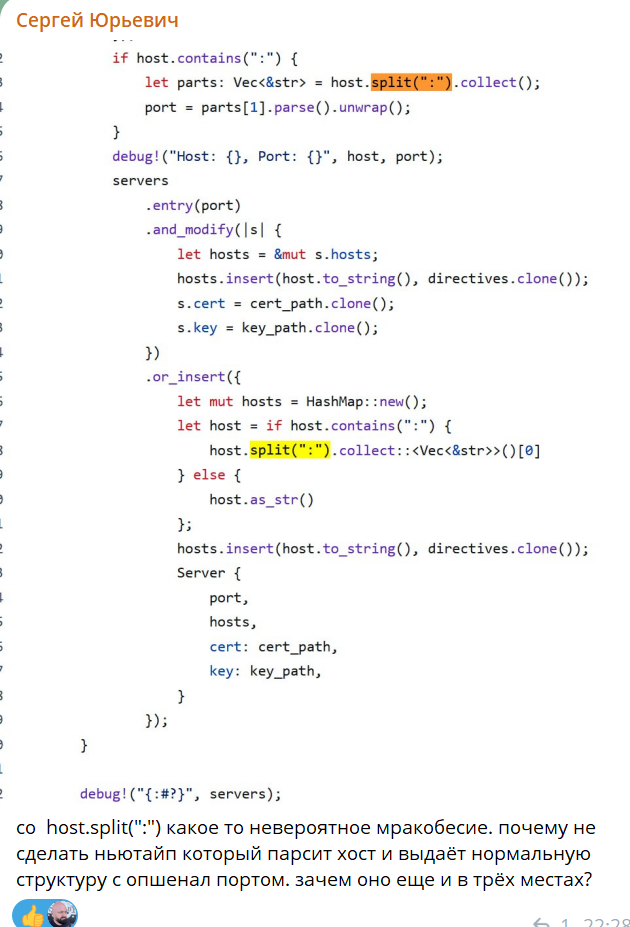 Сергей Юрьевич
if host.contains(":") {
let parts: Vec<&str> = host.split(":").collect();
port = parts[1].parse().unwrap();
}
debug!("Host: {}, Port: {}", host, port);
servers
.entry(port)
.and_modify(|s| {
let hosts = &mut s.hosts;
hosts.insert(host.to_string(), directives.clone());
s.cert = cert_path.clone();
s.key = key_path.clone();
})
.or_insert({
let mut hosts = HashMap::new();
let host = if host.contains(":") {
host.split(":").collect::<Vec<&str>>()[0]
} else {
host.as_str()
};
hosts.insert(host.to_string(), directives.clone());
Server {
port,
hosts,
cert: cert_path,
key: key_path,
}
});
}
debug!("{:#?}", servers);
со host.split(":") какое то невероятное мракобесие. почему не
сделать ньютайп который парсит хост и выдаёт нормальную
структуру с опшенал портом. зачем оно еще и в трёх местах?
1 22:28